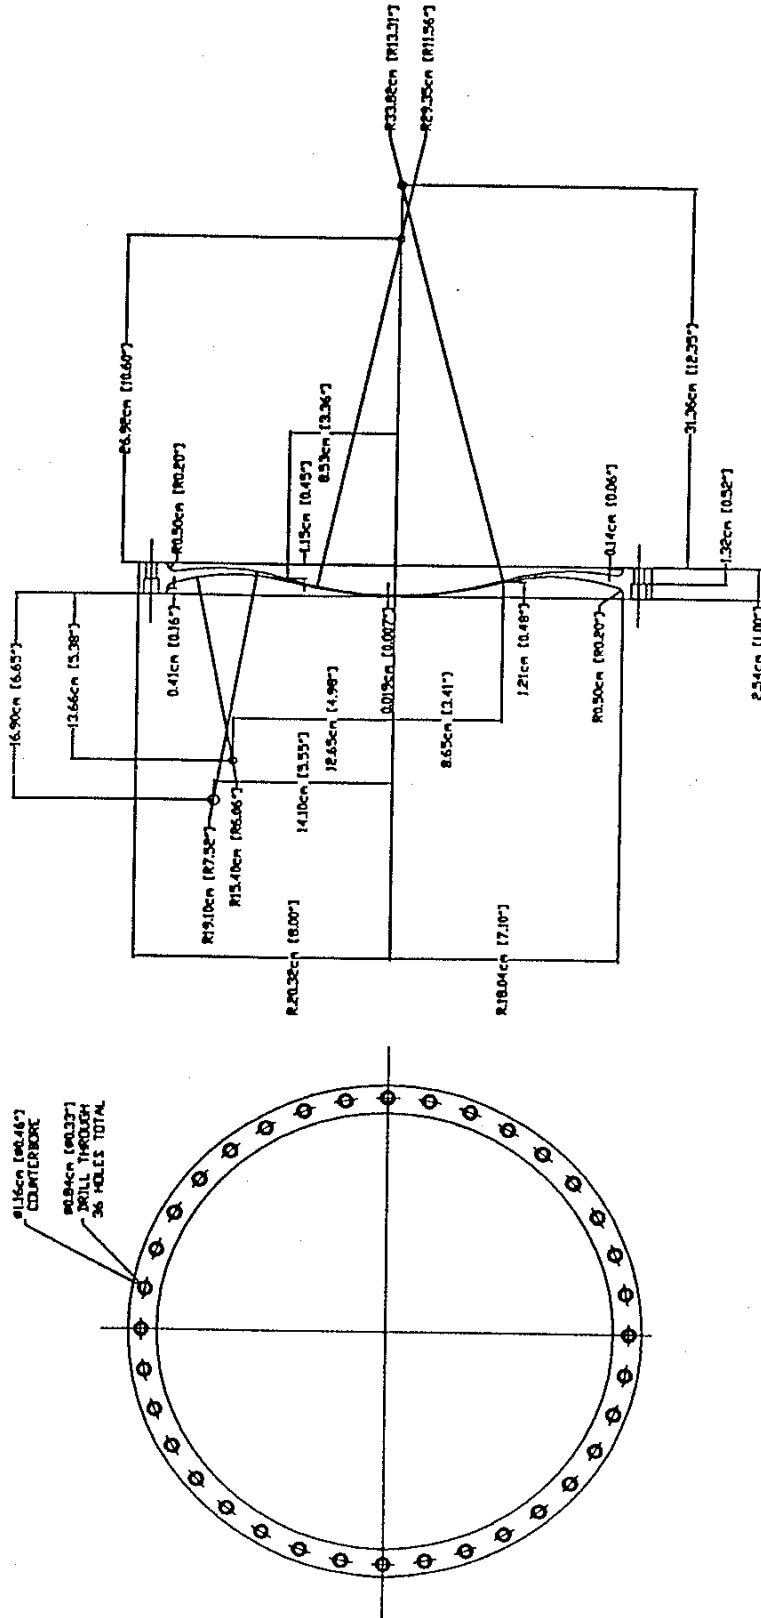 ø1.16cm [ø0.46"]
COUNTERBORE
ø0.84cm [ø0.33"]
DRILL THROUGH
36 HOLES TOTAL
16.90cm [6.65"]
13.66cm [5.38"]
R19.10cm [R7.52"]
R15.40cm [R6.06"]
14.10cm [5.55"]
12.65cm [4.98"]
R20.32cm [8.00"]
R18.04cm [7.10"]
8.65cm [3.41"]
0.41cm [0.16"]
0.019cm [0.007"]
1.21cm [0.48"]
R0.50cm [R0.20"]
2.54cm [1.00"]
26.92cm [10.60"]
R0.50cm [R0.20"]
1.15cm [0.45"]
8.53cm [3.36"]
0.14cm [0.06"]
1.32cm [0.52"]
31.36cm [12.35"]
R33.82cm [R13.31"]
R29.35cm [R11.56"]